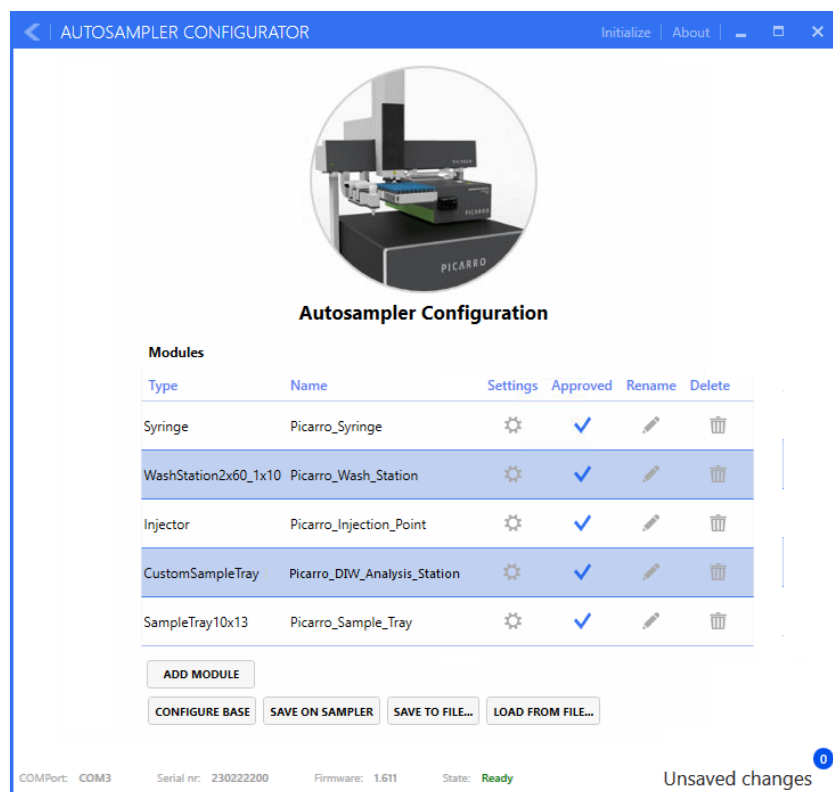 AUTOSAMPLER CONFIGURATOR Initialize About
PICARRO
PICARRO
PICARRO
Autosampler Configuration
Modules
Type Name Settings Approved Rename Delete
Syringe Picarro_Syringe
WashStation2x60_1x10 Picarro_Wash_Station
Injector Picarro_Injection_Point
CustomSampleTray Picarro_DIW_Analysis_Station
SampleTray10x13 Picarro_Sample_Tray
ADD MODULE
CONFIGURE BASE SAVE ON SAMPLER SAVE TO FILE... LOAD FROM FILE...
0
COMPort: COM3 Serial nr: 230222200 Firmware: 1.611 State: Ready Unsaved changes